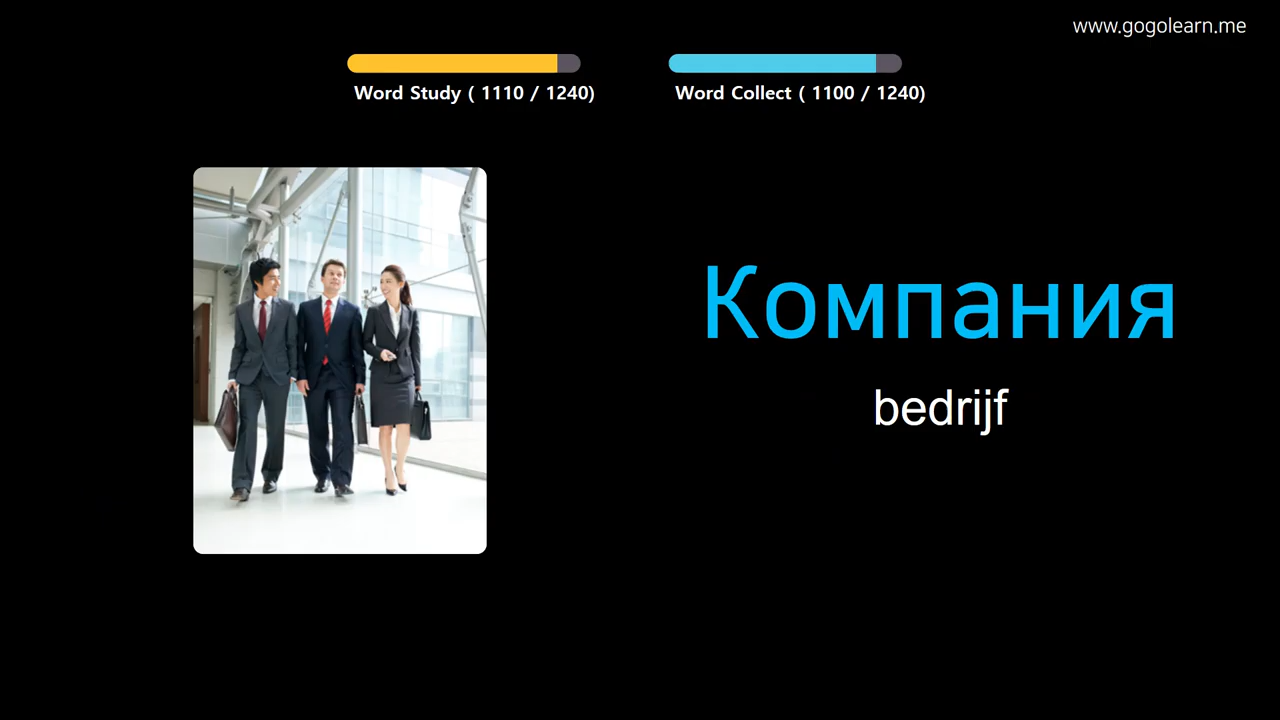 www.gogolearn.me
Word Study ( 1110 / 1240)
Word Collect ( 1100 / 1240)
Компания
bedrijf